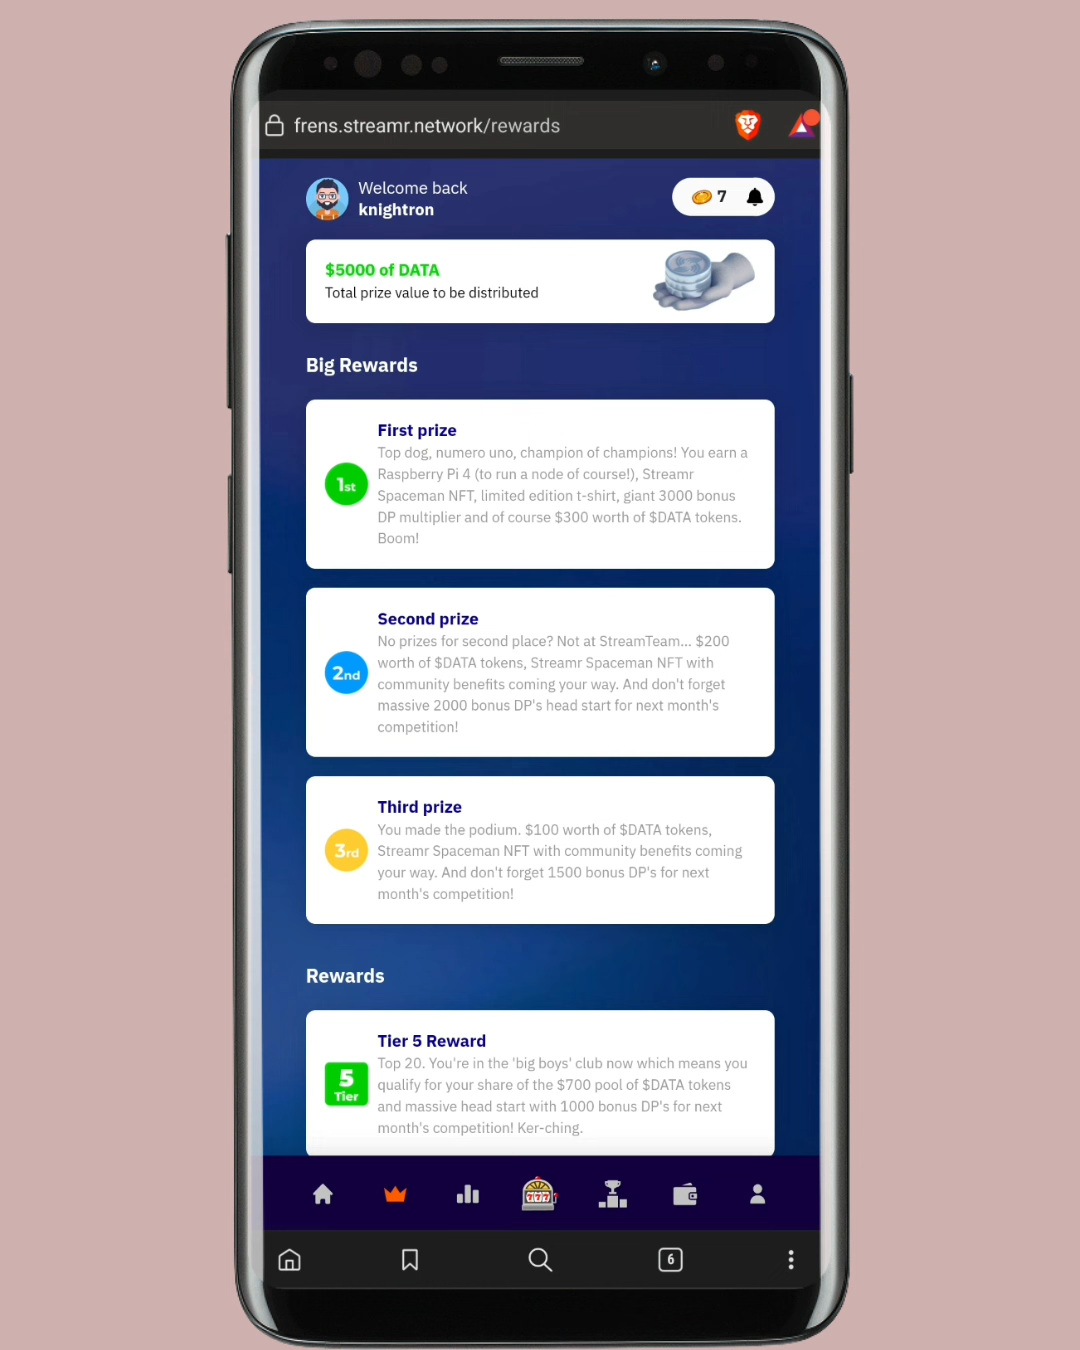 frens.streamr.network/rewards
Welcome back
knightron
7
$5000 of DATA
Total prize value to be distributed
Big Rewards
First prize
Top dog, numero uno, champion of champions! You earn a
Raspberry Pi 4 (to run a node of course!), Streamr
Spaceman NFT, limited edition t-shirt, giant 3000 bonus
DP multiplier and of course $300 worth of $DATA tokens.
Boom!
1st
Second prize
No prizes for second place? Not at StreamTeam... $200
worth of $DATA tokens, Streamr Spaceman NFT with
community benefits coming your way. And don't forget
massive 2000 bonus DP's head start for next month's
competition!
2nd
Third prize
You made the podium. $100 worth of $DATA tokens,
Streamr Spaceman NFT with community benefits coming
your way. And don't forget 1500 bonus DP's for next
month's competition!
3rd
Rewards
Tier 5 Reward
Top 20. You're in the 'big boys' club now which means you
qualify for your share of the $700 pool of $DATA tokens
and massive head start with 1000 bonus DP's for next
month's competition! Ker-ching.
5
Tier
777
6